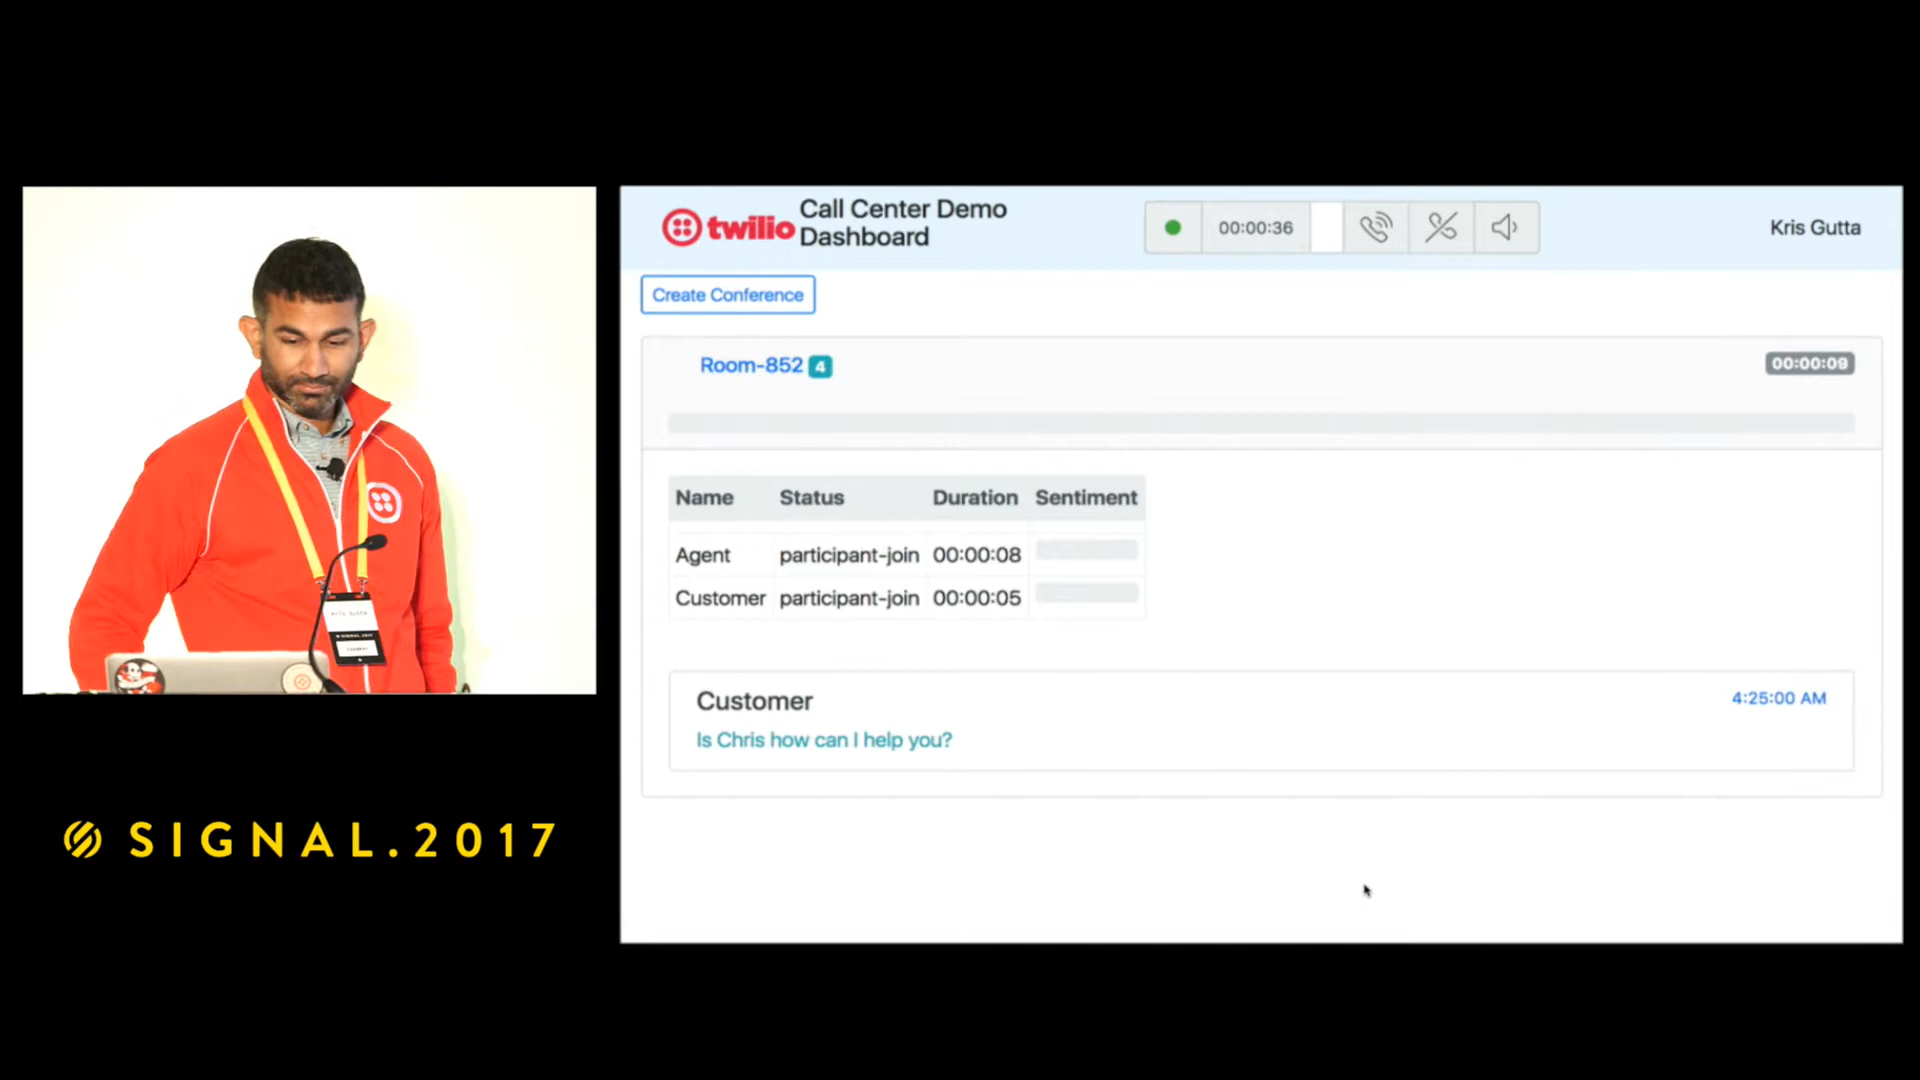 twilio
Call Center Demo
Dashboard
00:00:36
Kris Gutta
Create Conference
Room-852 4
00:00:09
Name Status Duration Sentiment
Agent participant-join 00:00:08
Customer participant-join 00:00:05
Customer
4:25:00 AM
Is Chris how can I help you?
SIGNAL.2017